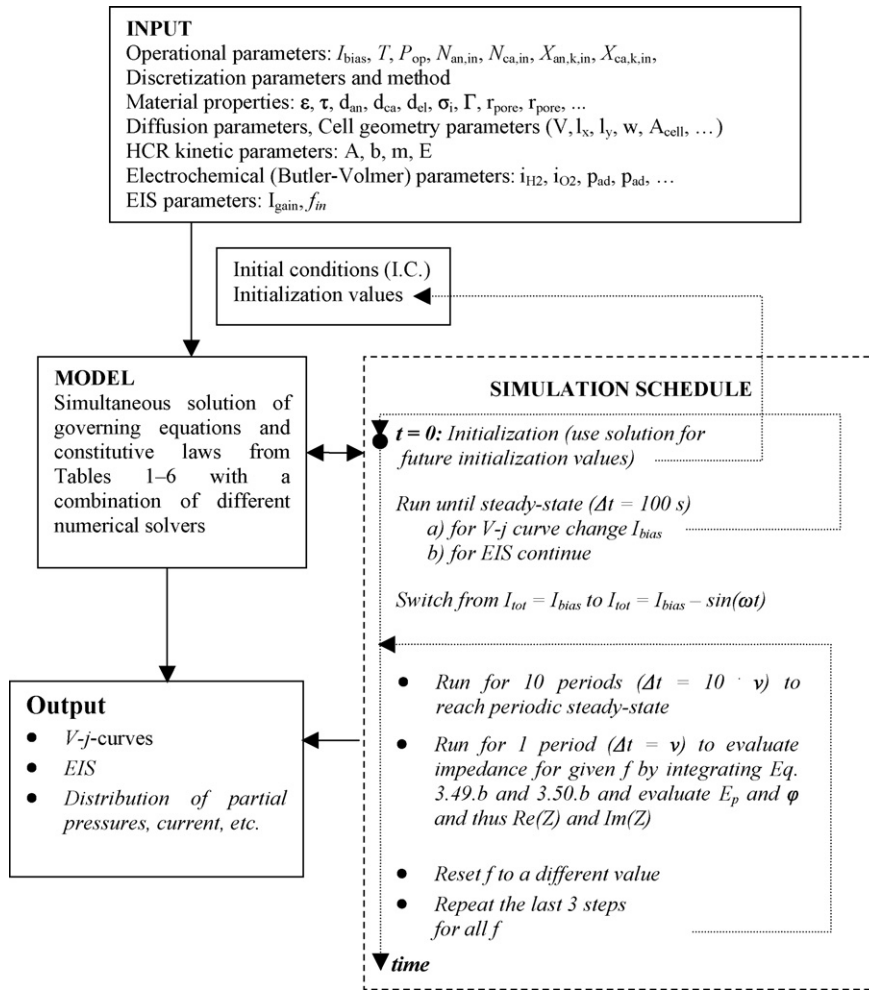 INPUT
Operational parameters: I_bias, T, P_op, N_an,in, N_ca,in, X_an,k,in, X_ca,k,in,
Discretization parameters and method
Material properties: ε, τ, d_an, d_ca, d_el, σ_i, Γ, r_pore, r_pore, ...
Diffusion parameters, Cell geometry parameters (V, l_x, l_y, w, A_cell, …)
HCR kinetic parameters: A, b, m, E
Electrochemical (Butler-Volmer) parameters: i_H2, i_O2, p_ad, p_ad, …
EIS parameters: I_gain, f_in
Initial conditions (I.C.)
Initialization values
MODEL
Simultaneous solution of
governing equations and
constitutive laws from
Tables 1–6 with a
combination of different
numerical solvers
SIMULATION SCHEDULE
t = 0: Initialization (use solution for
future initialization values)
Run until steady-state (Δt = 100 s)
a) for V-j curve change I_bias
b) for EIS continue
Switch from I_tot = I_bias to I_tot = I_bias – sin(ωt)
● Run for 10 periods (Δt = 10 · ν) to
reach periodic steady-state
● Run for 1 period (Δt = ν) to evaluate
impedance for given f by integrating Eq.
3.49.b and 3.50.b and evaluate E_p and φ
and thus Re(Z) and Im(Z)
● Reset f to a different value
● Repeat the last 3 steps
for all f
time
Output
● V-j-curves
● EIS
● Distribution of partial
pressures, current, etc.